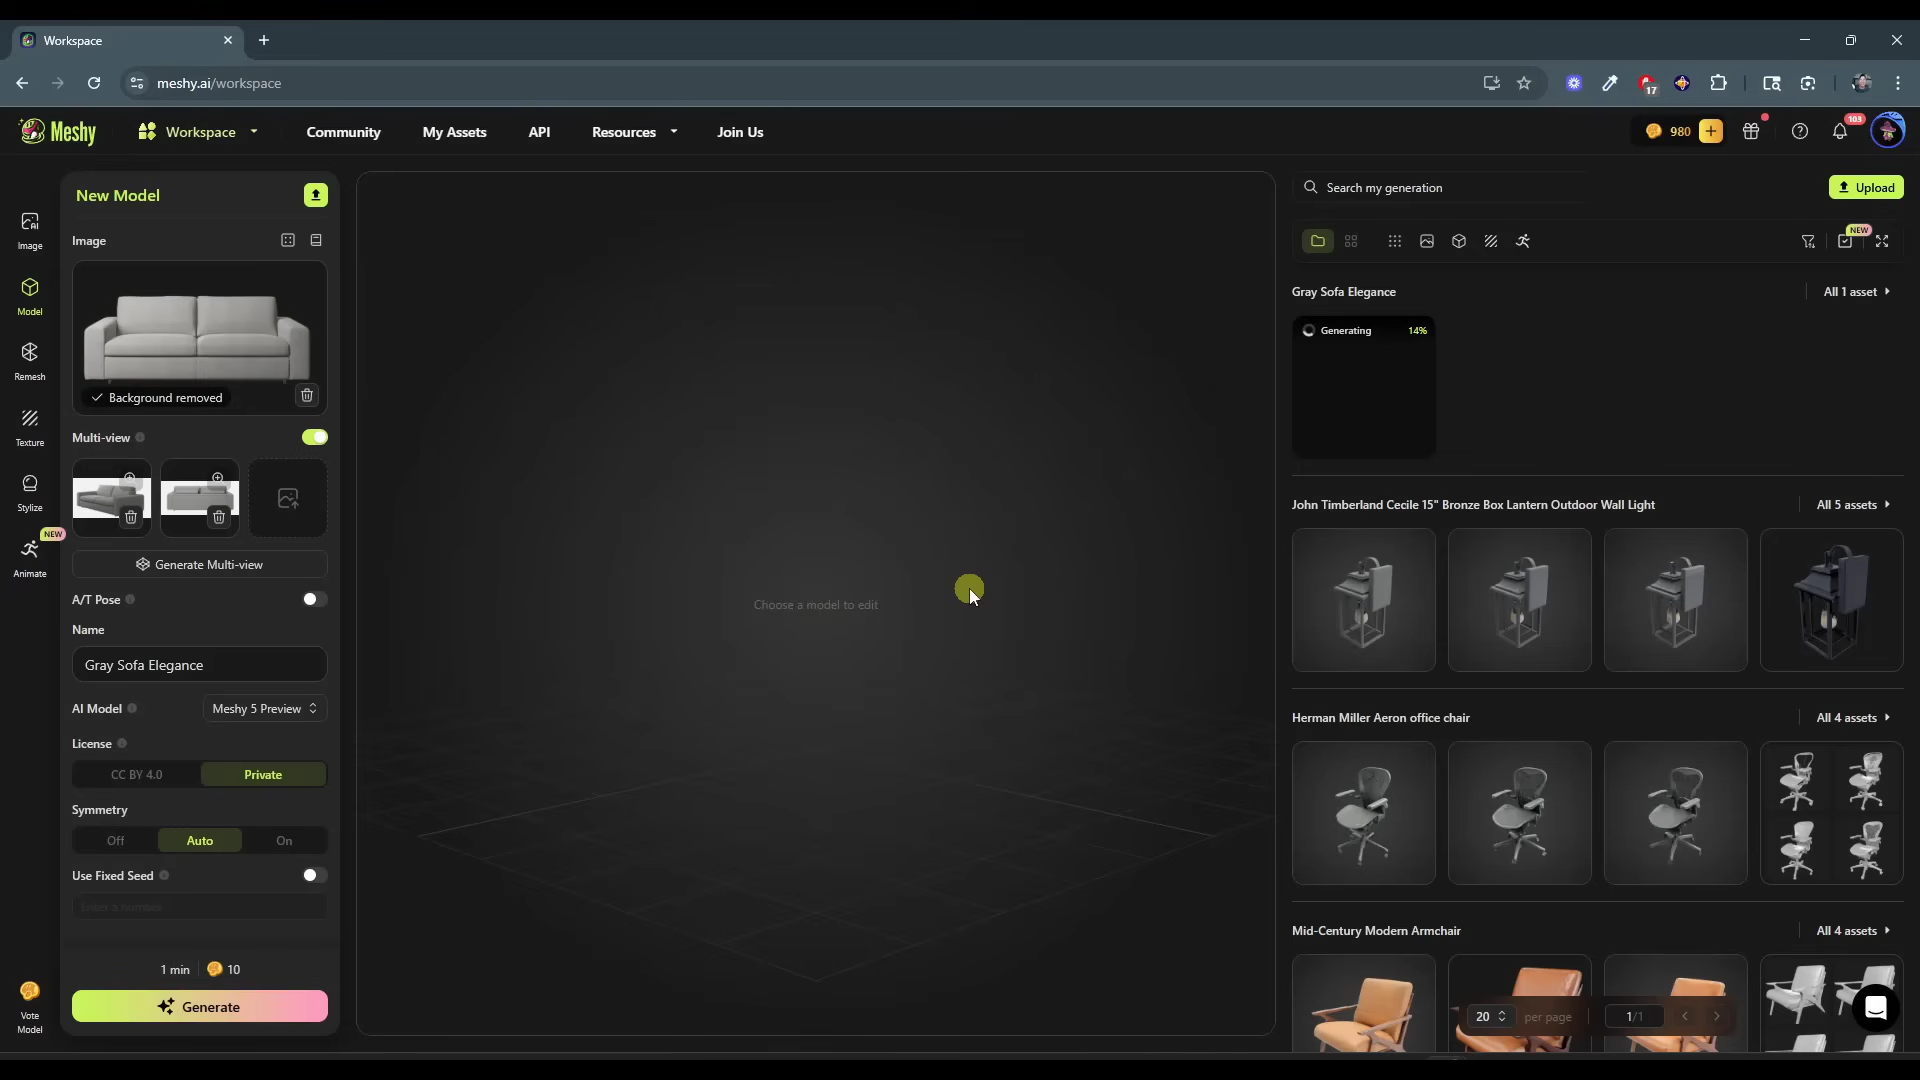 Workspace
meshy.ai/workspace
17
Meshy
Workspace
Community
My Assets
API
Resources
Join Us
980
103
Image
Model
Remesh
Texture
Stylize
NEW
Animate
Vote
Model
New Model
Image
Background removed
Multi-view
Generate Multi-view
A/T Pose
Name
Gray Sofa Elegance
AI Model
Meshy 5 Preview
License
CC BY 4.0
Private
Symmetry
Off
Auto
On
Use Fixed Seed
Enter a number
1 min
10
Generate
Choose a model to edit
Search my generation
Upload
NEW
Gray Sofa Elegance
All 1 asset
Generating
14%
John Timberland Cecile 15" Bronze Box Lantern Outdoor Wall Light
All 5 assets
Herman Miller Aeron office chair
All 4 assets
Mid-Century Modern Armchair
All 4 assets
20
per page
1/1